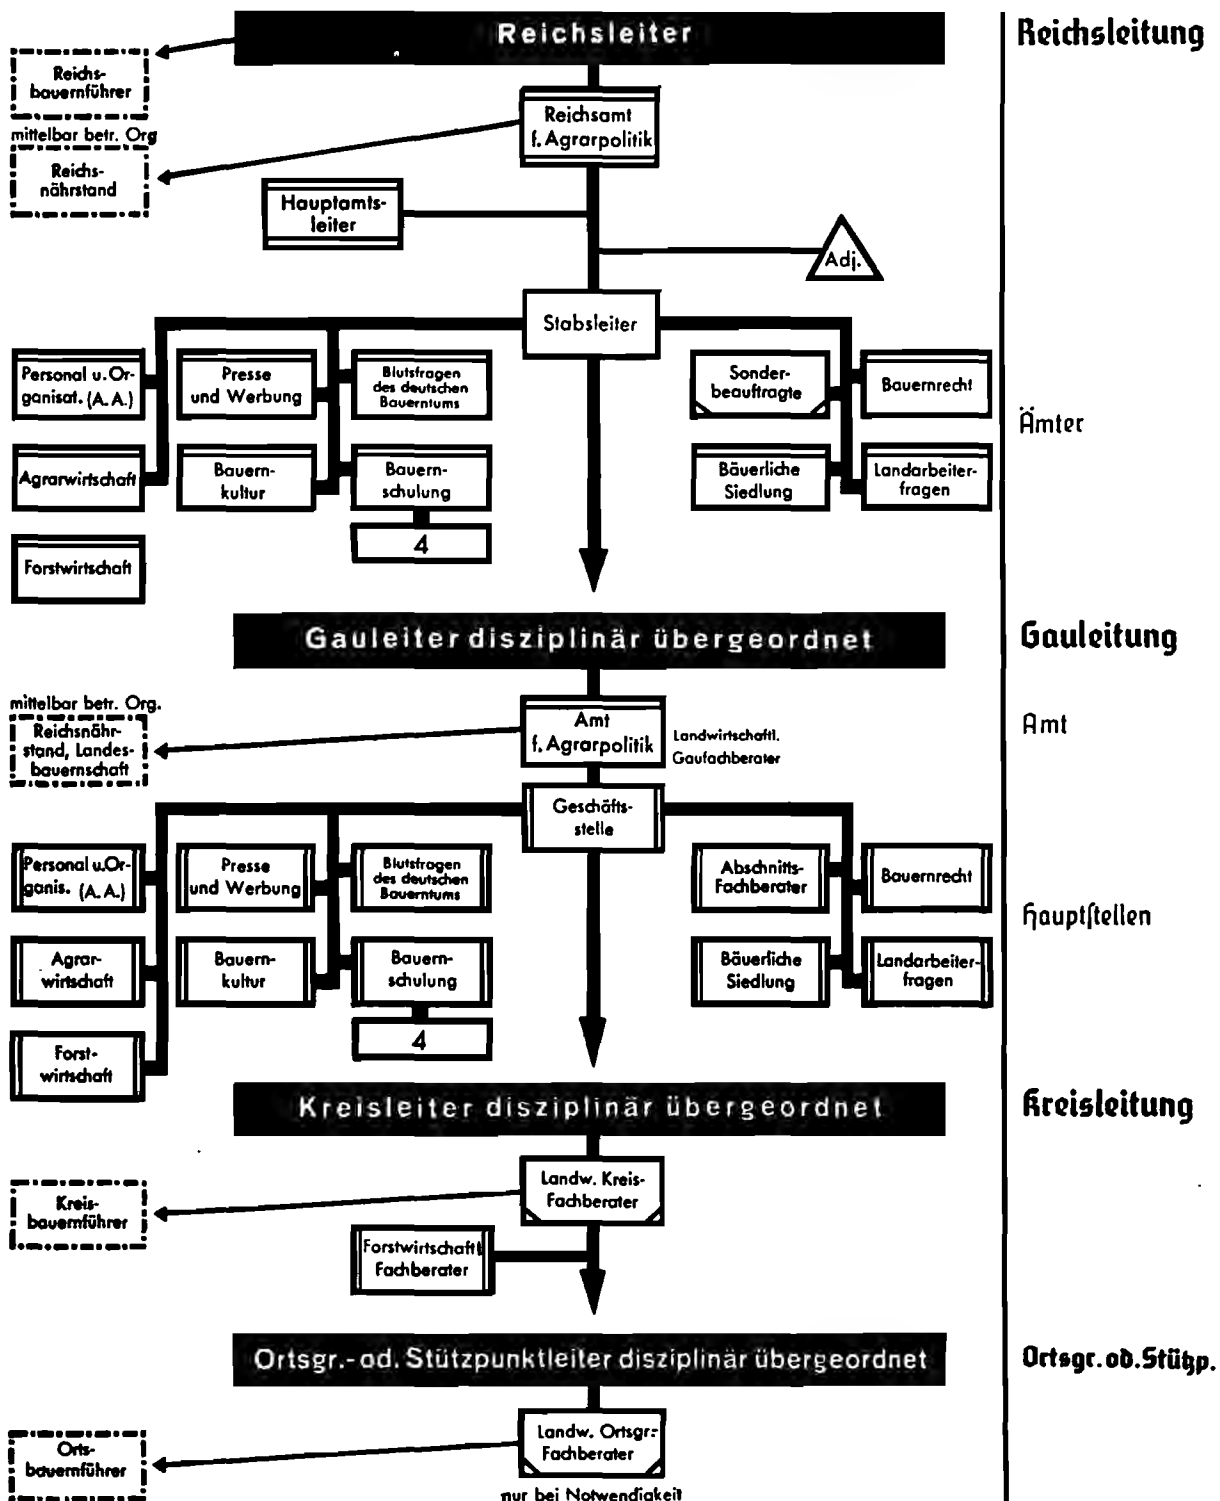 Reichsleiter
Reichsleitung
Reichs-
bauernführer
mittelbar betr. Org
Reichs-
nährstand
Reichsamt
f. Agrarpolitik
Hauptamts-
leiter
Adj.
Stabsleiter
Personal u. Or-
ganisat. (A. A.)
Presse
und Werbung
Blutsfragen
des deutschen
Bauerntums
Sonder-
beauftragte
Bauernrecht
Ämter
Agrarwirtschaft
Bauern-
kultur
Bauern-
schulung
4
Bäuerliche
Siedlung
Landarbeiter-
fragen
Forstwirtschaft
Gauleiter disziplinär übergeordnet
Gauleitung
mittelbar betr. Org.
Reichsnähr-
stand, Landes-
bauernschaft
Amt
f. Agrarpolitik
Landwirtschaftl.
Gaufachberater
Amt
Geschäfts-
stelle
Personal u. Or-
ganis. (A. A.)
Presse
und Werbung
Blutsfragen
des deutschen
Bauerntums
Abschnitts-
Fachberater
Bauernrecht
Hauptstellen
Agrar-
wirtschaft
Bauern-
kultur
Bauern-
schulung
4
Bäuerliche
Siedlung
Landarbeiter-
fragen
Forst-
wirtschaft
Kreisleiter disziplinär übergeordnet
Kreisleitung
Landw. Kreis-
Fachberater
Kreis-
bauernführer
Forstwirtschaftl
Fachberater
Ortsgr.- od. Stützpunktleiter disziplinär übergeordnet
Ortsgr. od. Stützp.
Landw. Ortsgr.-
Fachberater
Orts-
bauernführer
nur bei Notwendigkeit